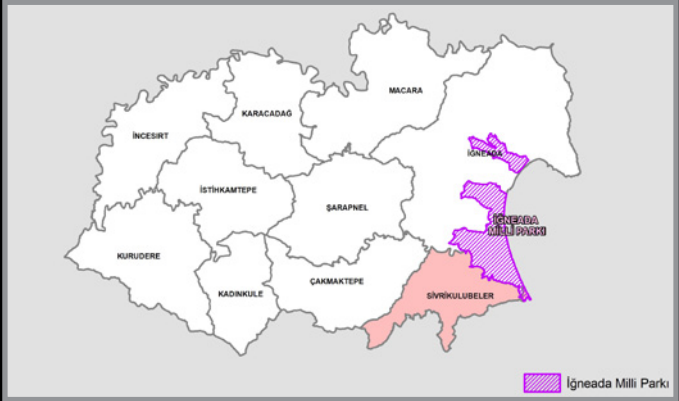 MACARA
KARACADAĞ
İNCESIRT
İĞNEADA
İSTİHKAMTEPE
ŞARAPNEL
İĞNEADA
MİLLİ PARKI
KURUDERE
ÇAKMAKTEPE
KADINKULE
SİVRİKULUBELER
İğneada Milli Parkı